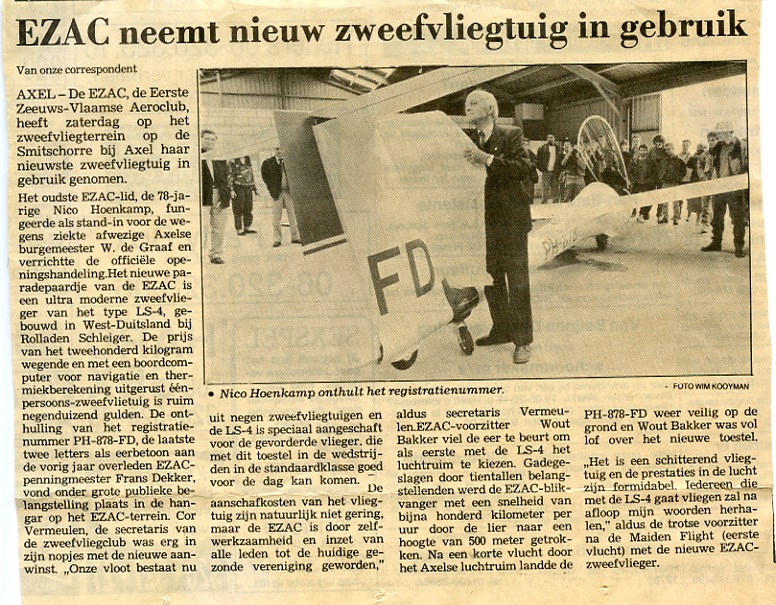 EZAC neemt nieuw zweefvliegtuig in gebruik
Van onze correspondent
AXEL – De EZAC, de Eerste
Zeeuws-Vlaamse Aeroclub,
heeft zaterdag op het
zweefvliegterrein op de
Smitschorre bij Axel haar
nieuwste zweefvliegtuig in
gebruik genomen.
Het oudste EZAC-lid, de 78-ja-
rige Nico Hoenkamp, fun-
geerde als stand-in voor de we-
gens ziekte afwezige Axelse
burgemeester W. de Graaf en
verrichtte de officiële ope-
ningshandeling.Het nieuwe pa-
radepaardje van de EZAC is
een ultra moderne zweefvlie-
ger van het type LS-4, ge-
bouwd in West-Duitsland bij
Rolladen Schleiger. De prijs
van het tweehonderd kilogram
wegende en met een boordcom-
puter voor navigatie en ther-
miekberekening uitgerust één-
persoons-zweefvlietuig is ruim
negenduizend gulden. De ont-
hulling van het registratie-
nummer PH-878-FD, de laatste
twee letters als eerbetoon aan
de vorig jaar overleden EZAC-
penningmeester Frans Dekker,
vond onder grote publieke be-
langstelling plaats in de han-
gar op het EZAC-terrein. Cor
Vermeulen, de secretaris van
de zweefvliegclub was erg in
zijn nopjes met de nieuwe aan-
winst. „Onze vloot bestaat nu
FD
PH-878
• Nico Hoenkamp onthult het registratienummer.
- FOTO WIM KOOYMAN
uit negen zweefvliegtuigen en
de LS-4 is speciaal aangeschaft
voor de gevorderde vlieger. die
met dit toestel in de wedstrij-
den in de standaardklasse goed
voor de dag kan komen. De
aanschafkosten van het vlieg-
tuig zijn natuurlijk niet gering,
maar de EZAC is door zelf-
werkzaamheid en inzet van
alle leden tot de huidige ge-
zonde vereniging geworden,”
aldus secretaris Vermeu-
len.EZAC-voorzitter Wout
Bakker viel de eer te beurt om
als eerste met de LS-4 het
luchtruim te kiezen. Gadege-
slagen door tientallen belang-
stellenden werd de EZAC-blik-
vanger met een snelheid van
bijna honderd kilometer per
uur door de lier naar een
hoogte van 500 meter getrok-
ken. Na een korte vlucht door
het Axelse luchtruim landde de
PH-878-FD weer veilig op de
grond en Wout Bakker was vol
lof over het nieuwe toestel.
„Het is een schitterend vlieg-
tuig en de prestaties in de lucht
zijn formidabel. Iedereen die
met de LS-4 gaat vliegen zal na
afloop mijn woorden herha-
len,” aldus de trotse voorzitter
na de Maiden Flight (eerste
vlucht) met de nieuwe EZAC-
zweefvlieger.